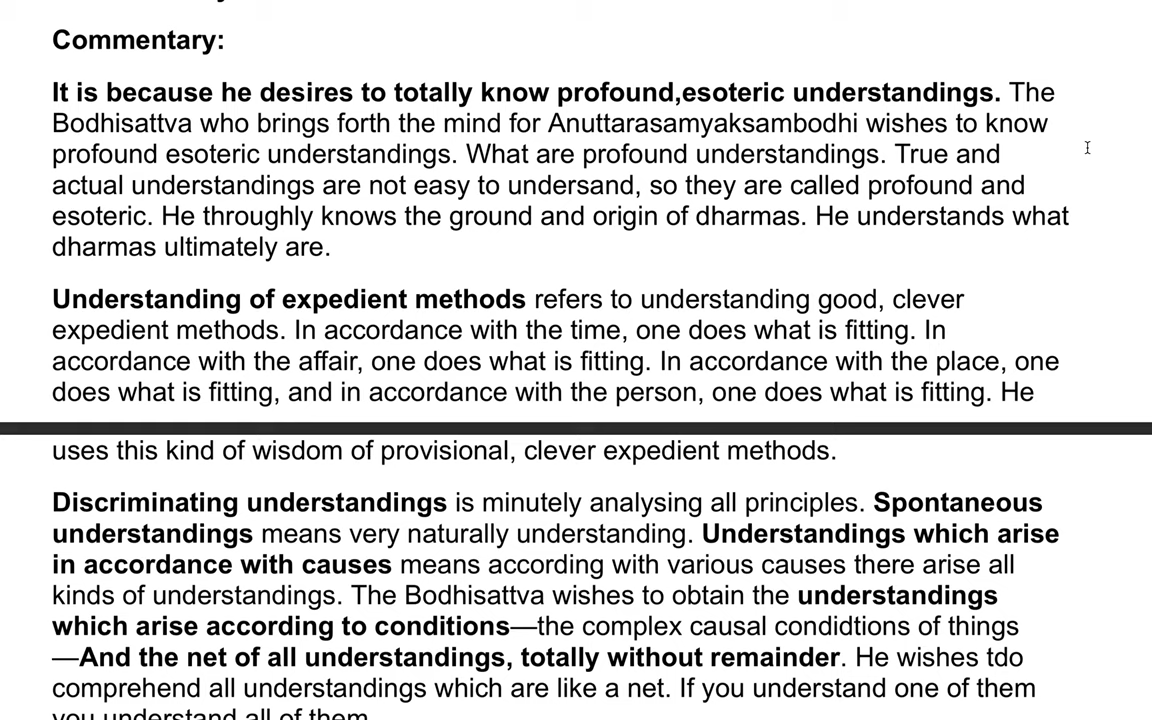 Commentary:
It is because he desires to totally know profound,esoteric understandings. The
Bodhisattva who brings forth the mind for Anuttarasamyaksambodhi wishes to know
profound esoteric understandings. What are profound understandings. True and
actual understandings are not easy to undersand, so they are called profound and
esoteric. He throughly knows the ground and origin of dharmas. He understands what
dharmas ultimately are.
Understanding of expedient methods refers to understanding good, clever
expedient methods. In accordance with the time, one does what is fitting. In
accordance with the affair, one does what is fitting. In accordance with the place, one
does what is fitting, and in accordance with the person, one does what is fitting. He
uses this kind of wisdom of provisional, clever expedient methods.
Discriminating understandings is minutely analysing all principles. Spontaneous
understandings means very naturally understanding. Understandings which arise
in accordance with causes means according with various causes there arise all
kinds of understandings. The Bodhisattva wishes to obtain the understandings
which arise according to conditions—the complex causal condidtions of things
—And the net of all understandings, totally without remainder. He wishes tdo
comprehend all understandings which are like a net. If you understand one of them
you understand all of them.